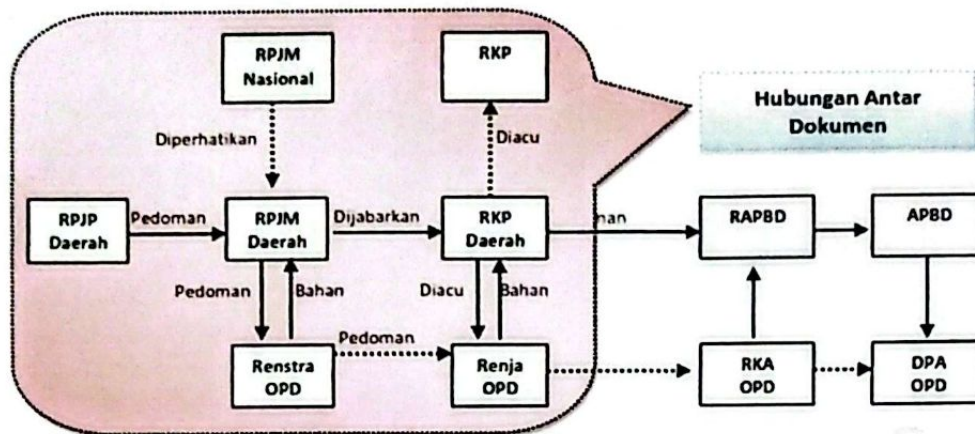 RPJM
Nasional
RKP
Hubungan Antar
Dokumen
Diperhatikan
Diacu
RPJP
Daerah
Pedoman
RPJM
Daerah
Dijabarkan
RKP
Daerah
nan
RAPBD
APBD
Pedoman
Bahan
Diacu
Bahan
Renstra
OPD
Pedoman
Renja
OPD
RKA
OPD
DPA
OPD